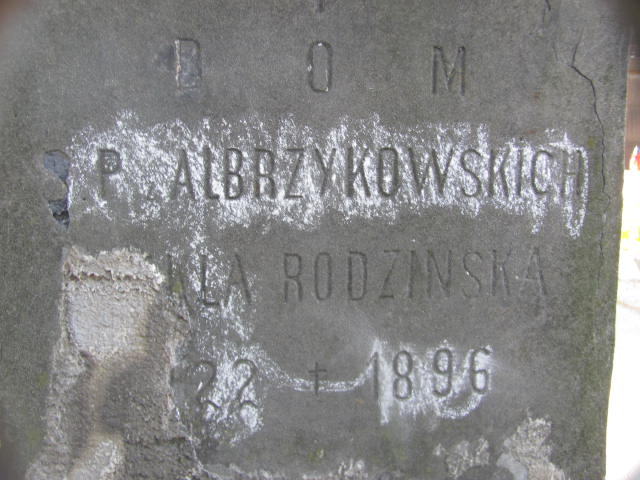 D O M
Ś.P. Z ALBRZYKOWSKICH
KLA RODZINSKA
22 † 1896